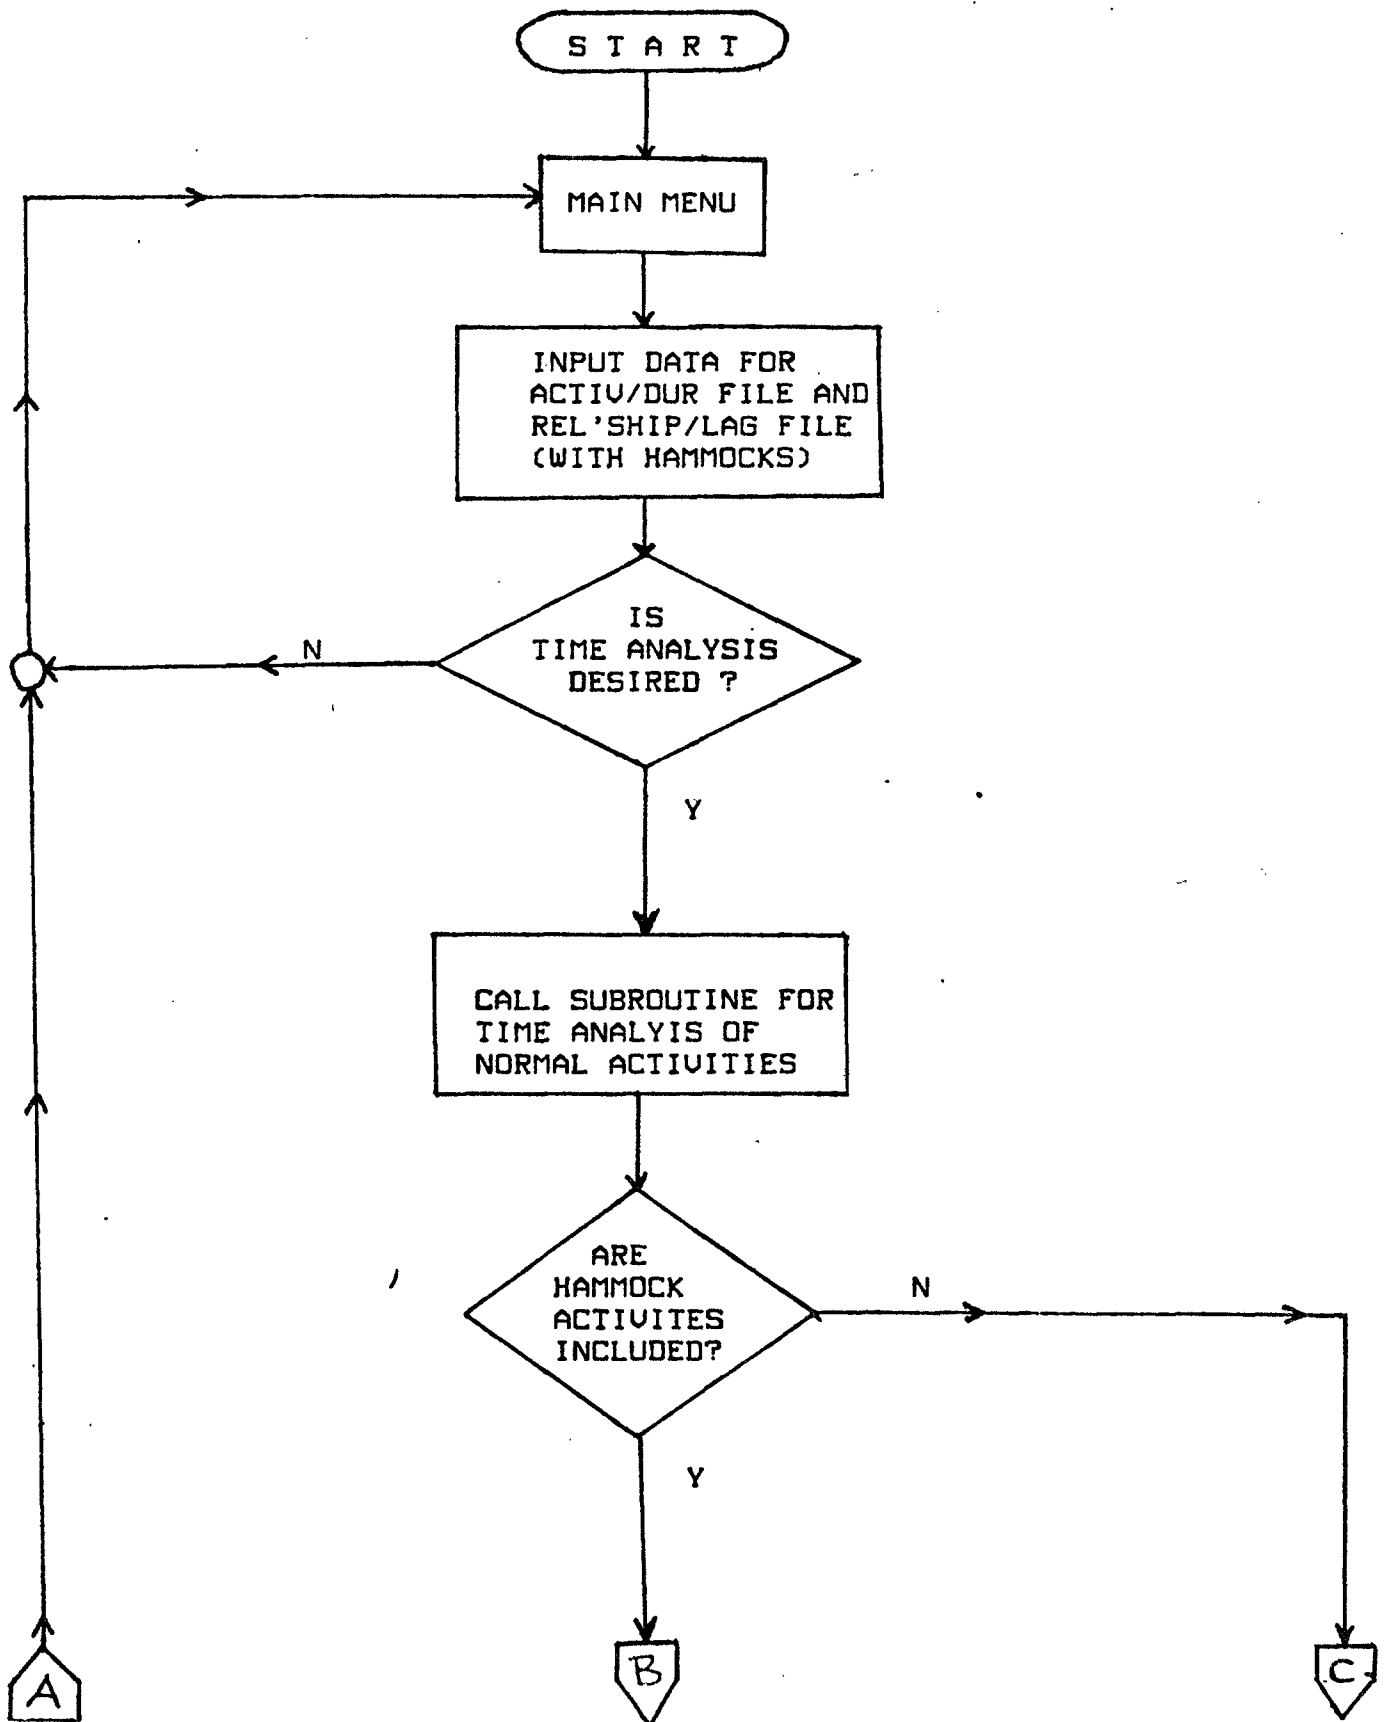 S T A R T
MAIN MENU
INPUT DATA FOR
ACTIV/DUR FILE AND
REL'SHIP/LAG FILE
(WITH HAMMOCKS)
IS
TIME ANALYSIS
DESIRED ?
N
Y
CALL SUBROUTINE FOR
TIME ANALYIS OF
NORMAL ACTIVITIES
ARE
HAMMOCK
ACTIVITES
INCLUDED?
N
Y
A
B
C